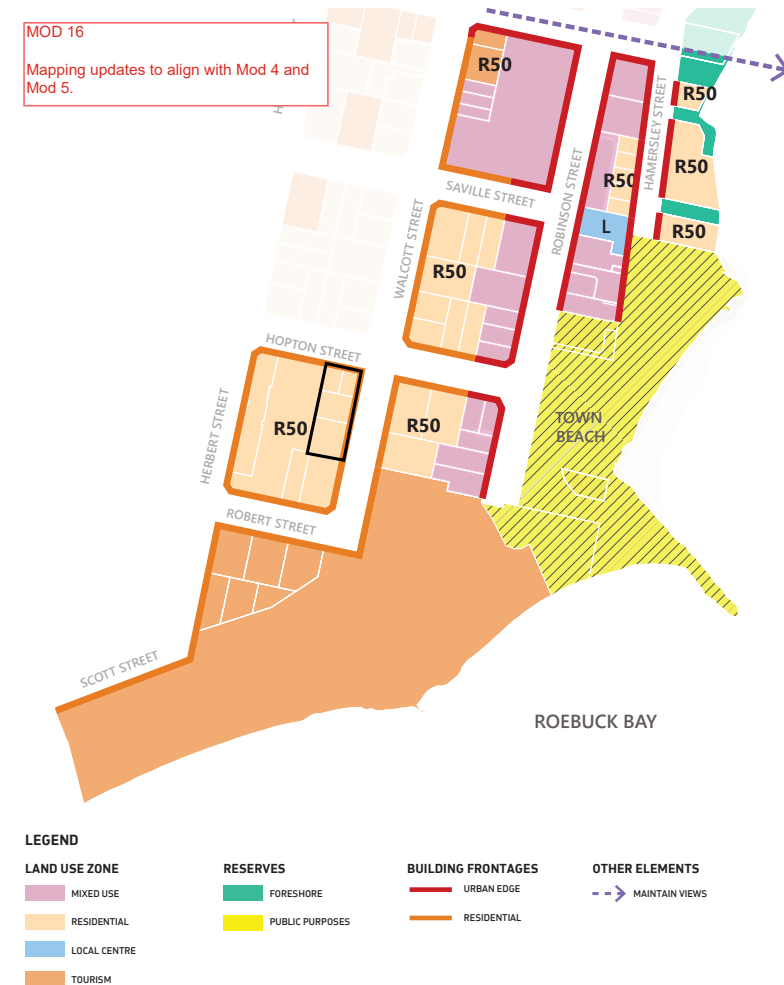 MOD 16
Mapping updates to align with Mod 4 and
Mod 5.
H
R50
R50
HAMERSLEY STREET
R50
R50
SAVILLE STREET
ROBINSON STREET
L
R50
WALCOTT STREET
R50
HOPTON STREET
HERBERT STREET
R50
R50
TOWN
BEACH
ROBERT STREET
SCOTT STREET
ROEBUCK BAY
LEGEND
LAND USE ZONE
MIXED USE
RESIDENTIAL
LOCAL CENTRE
TOURISM
RESERVES
FORESHORE
PUBLIC PURPOSES
BUILDING FRONTAGES
URBAN EDGE
RESIDENTIAL
OTHER ELEMENTS
MAINTAIN VIEWS